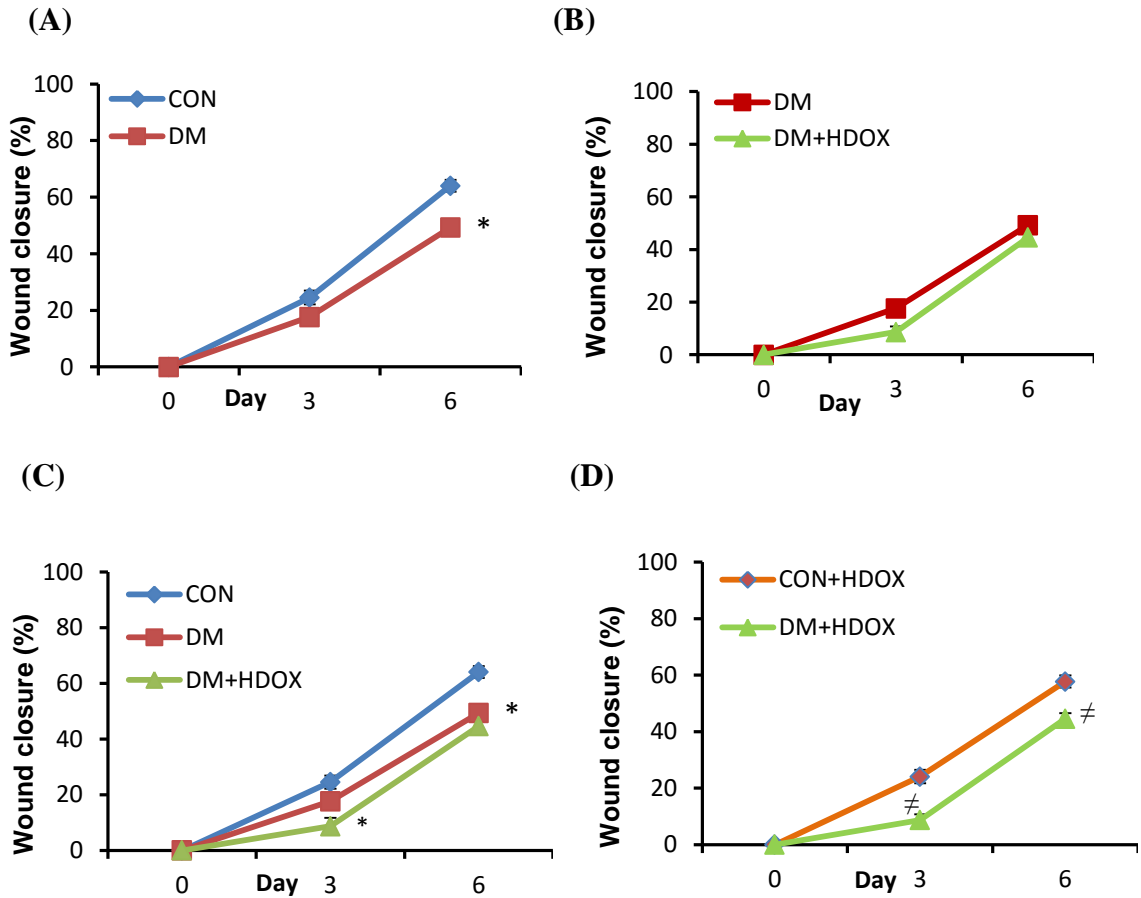 (A)
Wound closure (%)
100
80
60
40
20
0
CON
DM
*
0
3
6
Day
(B)
Wound closure (%)
100
80
60
40
20
0
DM
DM+HDOX
0
3
6
Day
(C)
Wound closure (%)
100
80
60
40
20
0
CON
DM
DM+HDOX
*
*
0
3
6
Day
(D)
Wound closure (%)
100
80
60
40
20
0
CON+HDOX
DM+HDOX
≠
≠
0
3
6
Day